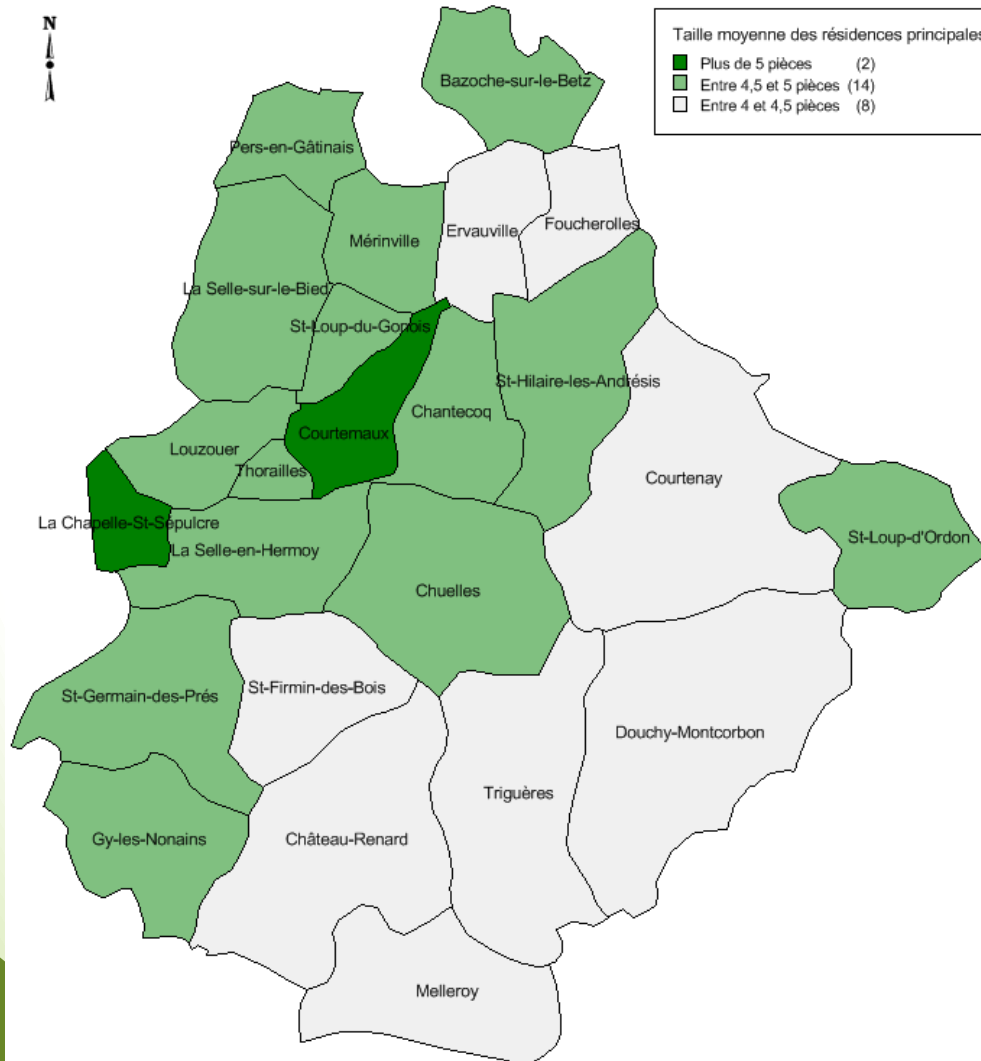 N
Taille moyenne des résidences principales
Plus de 5 pièces (2)
Entre 4,5 et 5 pièces (14)
Entre 4 et 4,5 pièces (8)
Bazoche-sur-le-Betz
Pers-en-Gâtinais
Foucherolles
Ervauville
Mérinville
La Selle-sur-le-Bied
St-Loup-du-Gonois
St-Hilaire-les-Andrésis
Chantecoq
Courtemaux
Louzouer
Thorailles
Courtenay
La Chapelle-St-Sépulcre
St-Loup-d'Ordon
La Selle-en-Hermoy
Chuelles
St-Firmin-des-Bois
St-Germain-des-Prés
Douchy-Montcorbon
Triguères
Gy-les-Nonains
Château-Renard
Melleroy